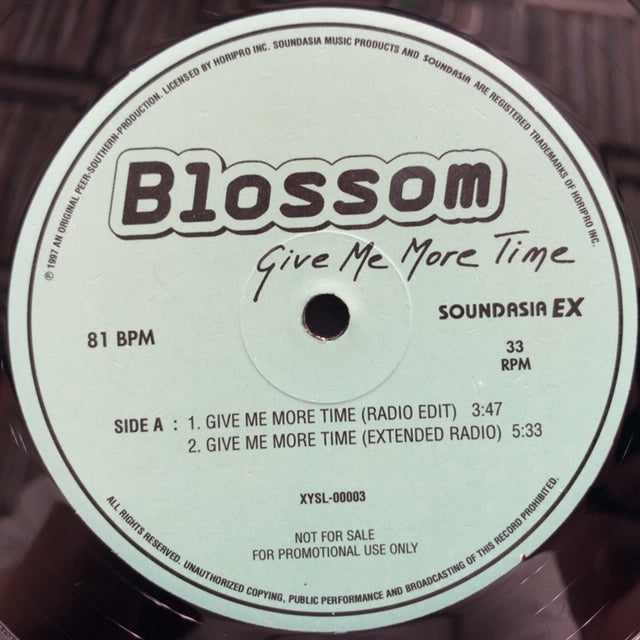 ℗ 1997 AN ORIGINAL PEER-SOUTHERN-PRODUCTION. LICENSED BY HORIPRO INC. SOUNDASIA MUSIC PRODUCTS AND SOUNDASIA ARE REGISTERED TRADEMARKS OF HORIPRO INC.
Blossom
Give Me More Time
SOUNDASIA EX
81 BPM
33
RPM
SIDE A : 1. GIVE ME MORE TIME (RADIO EDIT) 3:47
2. GIVE ME MORE TIME (EXTENDED RADIO) 5:33
XYSL-00003
NOT FOR SALE
FOR PROMOTIONAL USE ONLY
ALL RIGHTS RESERVED. UNAUTHORIZED COPYING, PUBLIC PERFORMANCE AND BROADCASTING OF THIS RECORD PROHIBITED.